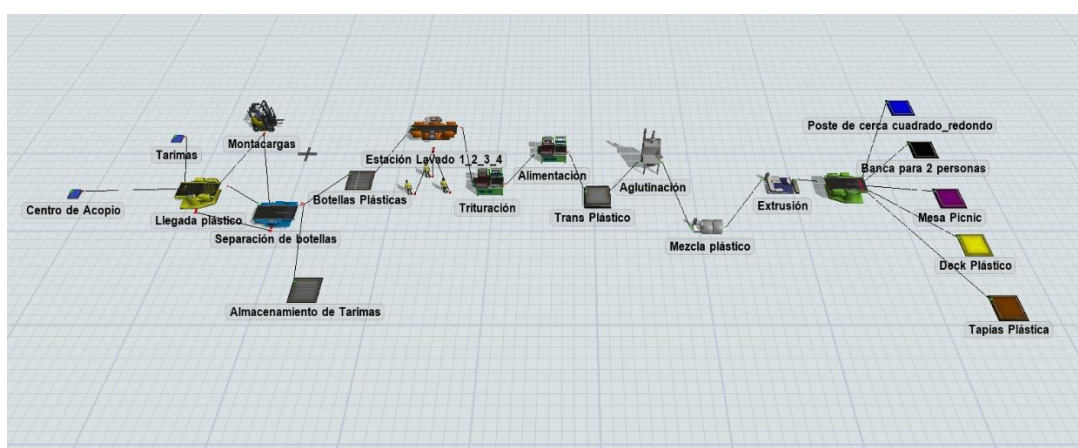 Tarimas
Centro de Acopio
Montacargas
Llegada plástico
Separación de botellas
Almacenamiento de Tarimas
Botellas Plásticas
Estación Lavado 1_2_3_4
Trituración
Alimentación
Trans Plástico
Aglutinación
Mezcla plástico
Extrusión
Poste de cerca cuadrado_redondo
Banca para 2 personas
Mesa Picnic
Deck Plástico
Tapias Plástica